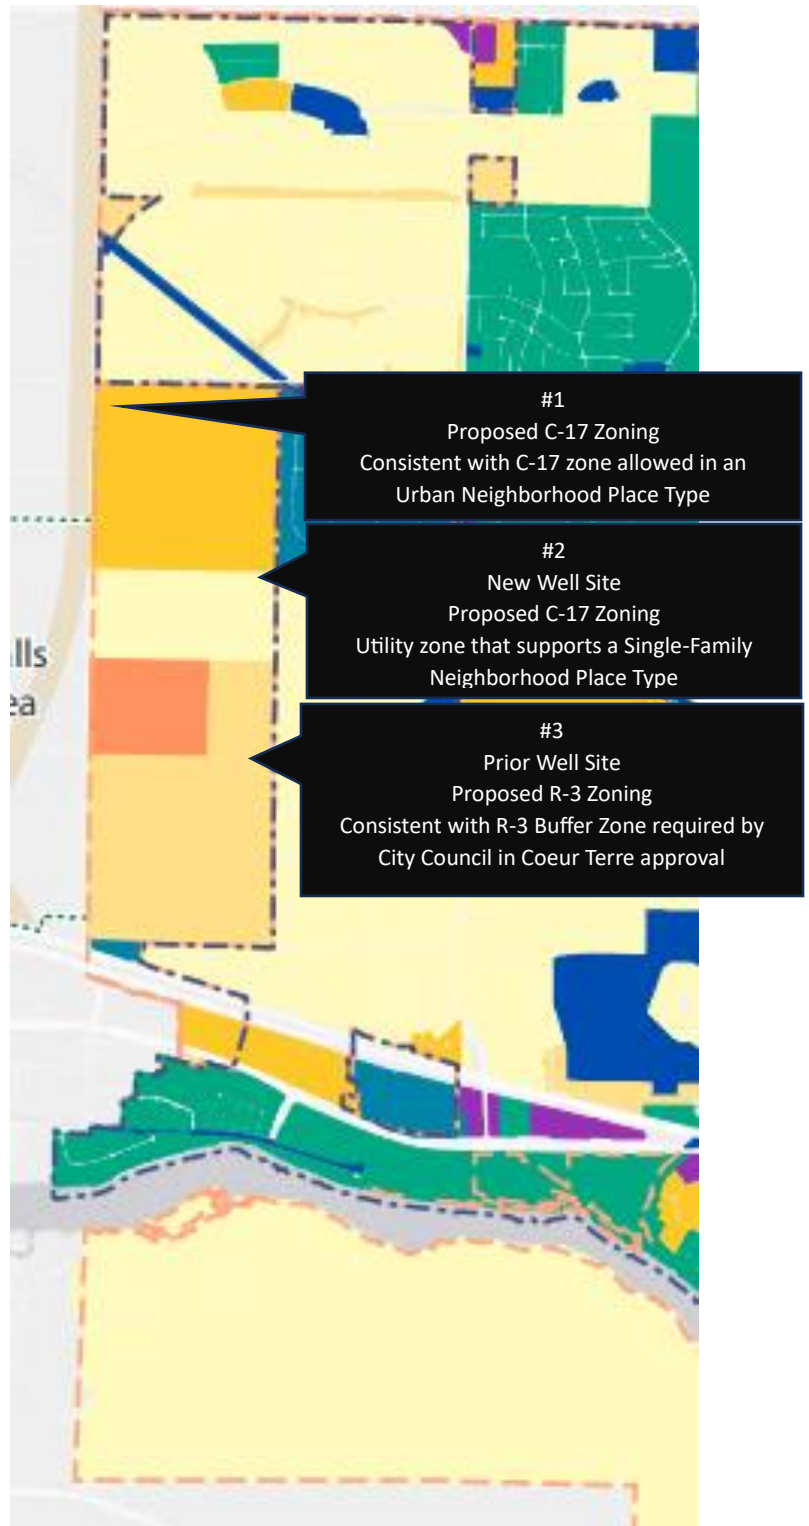 #1
Proposed C-17 Zoning
Consistent with C-17 zone allowed in an
Urban Neighborhood Place Type
#2
New Well Site
Proposed C-17 Zoning
Utility zone that supports a Single-Family
Neighborhood Place Type
lls
ea
#3
Prior Well Site
Proposed R-3 Zoning
Consistent with R-3 Buffer Zone required by
City Council in Coeur Terre approval